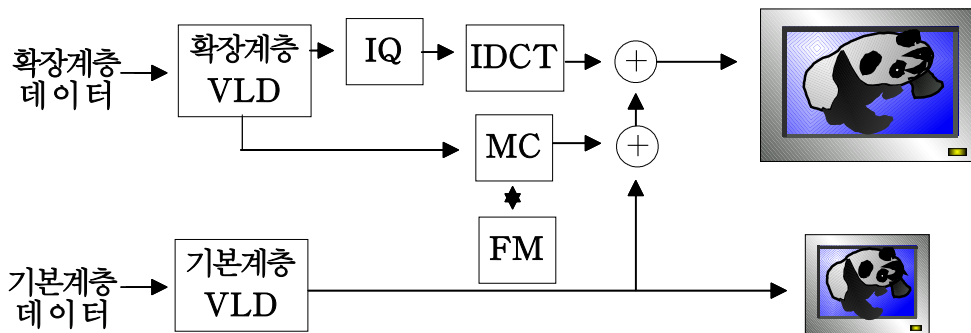 확장계층
데 이 터
확장계층
VLD
IQ
IDCT
+
MC
+
FM
기본계층
데 이 터
기본계층
VLD